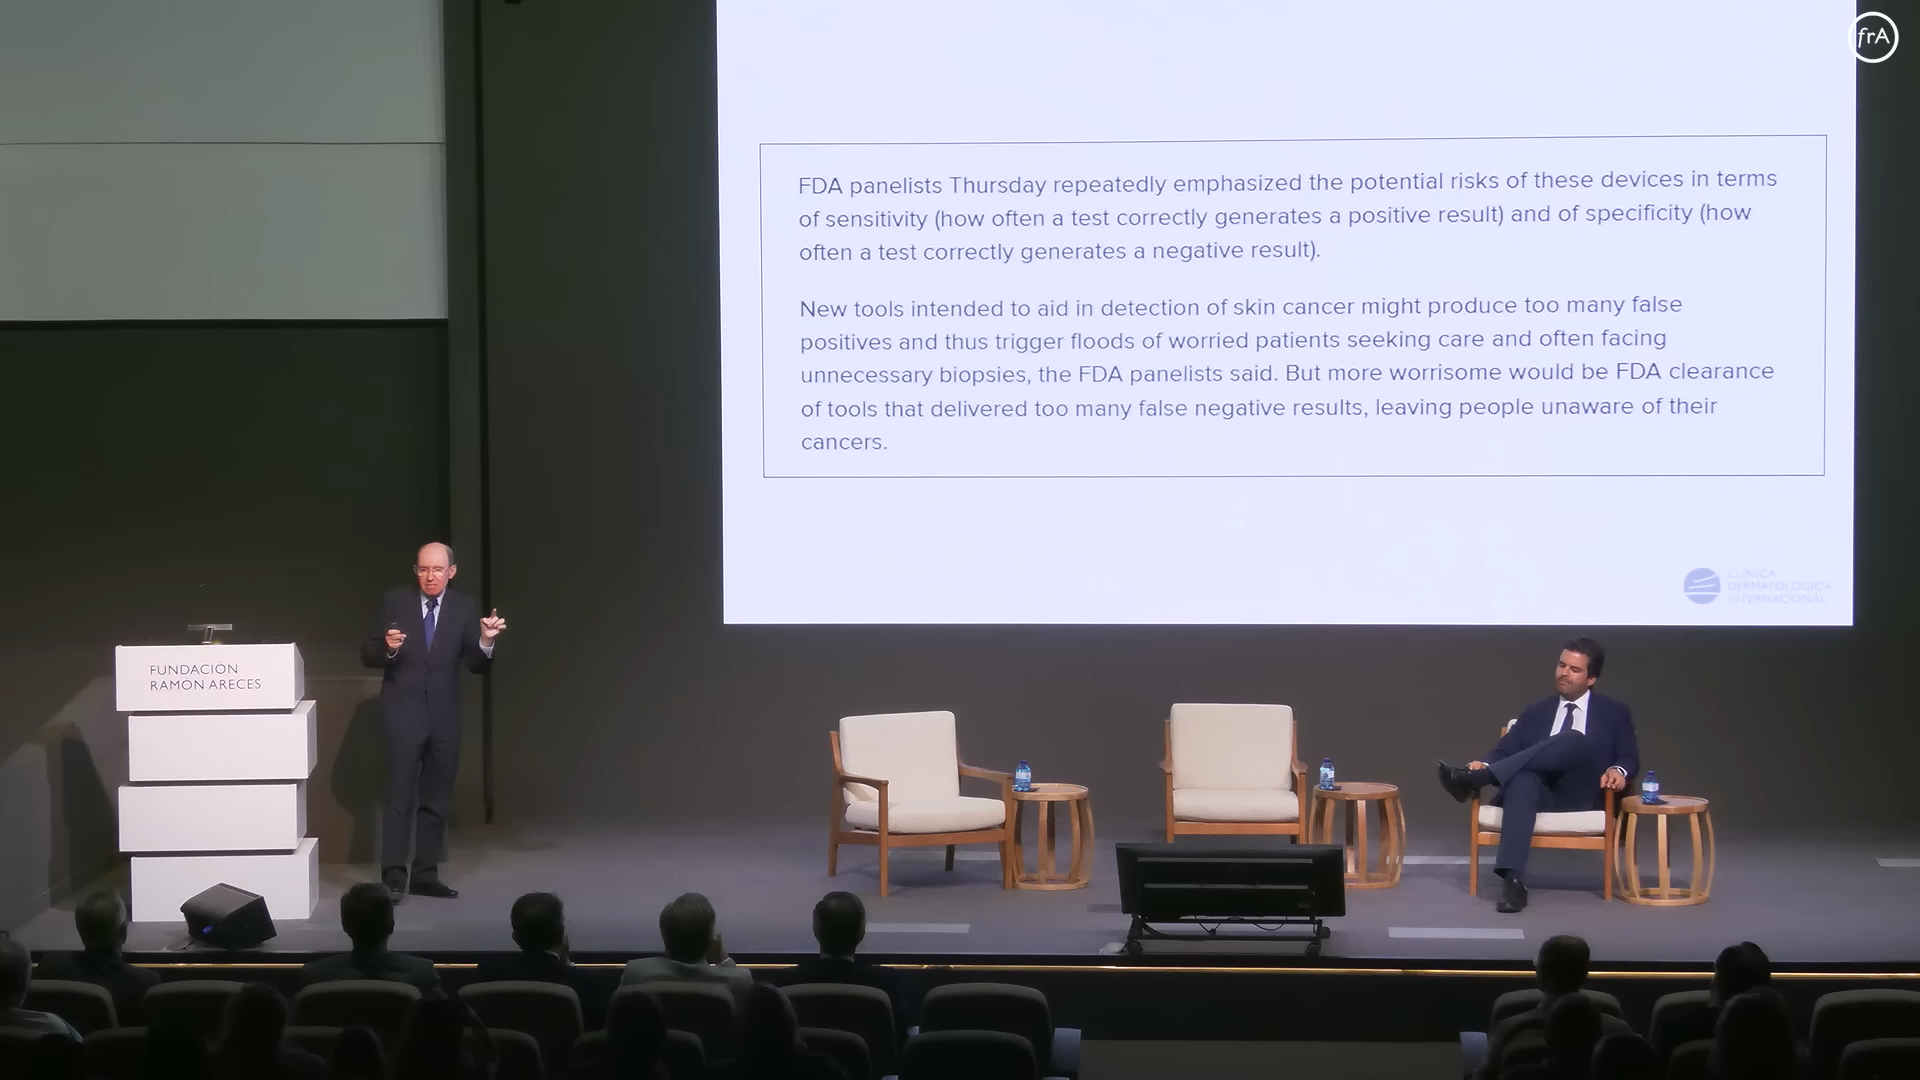 frA
FDA panelists Thursday repeatedly emphasized the potential risks of these devices in terms
of sensitivity (how often a test correctly generates a positive result) and of specificity (how
often a test correctly generates a negative result).
New tools intended to aid in detection of skin cancer might produce too many false
positives and thus trigger floods of worried patients seeking care and often facing
unnecessary biopsies, the FDA panelists said. But more worrisome would be FDA clearance
of tools that delivered too many false negative results, leaving people unaware of their
cancers.
CLÍNICA
DERMATOLÓGICA
INTERNACIONAL
FUNDACIÓN
RAMÓN ARECES